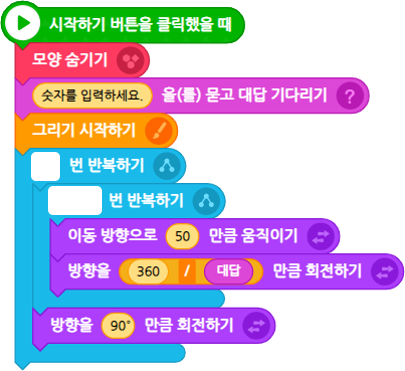 시작하기 버튼을 클릭했을 때
모양 숨기기
숫자를 입력하세요. 을(를) 묻고 대답 기다리기 ?
그리기 시작하기
번 반복하기
번 반복하기
이동 방향으로 50 만큼 움직이기
방향을 360 / 대답 만큼 회전하기
방향을 90° 만큼 회전하기